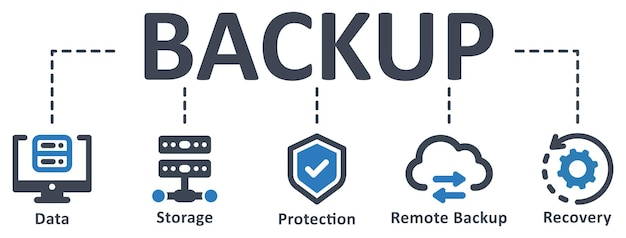 BACKUP
Data Storage Protection Remote Backup Recovery